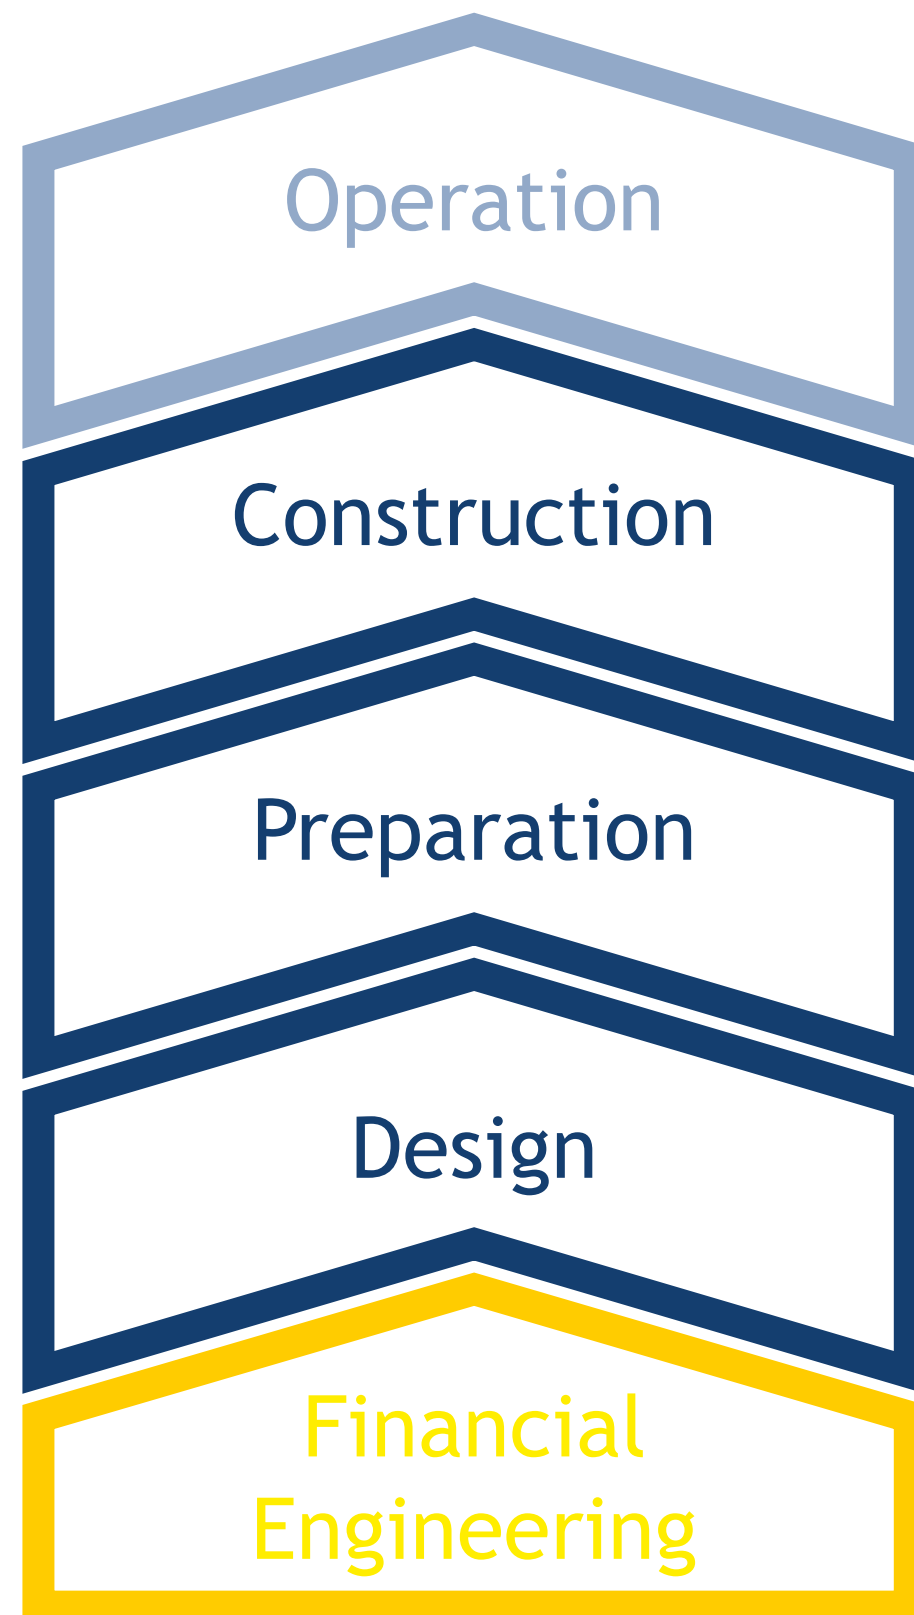 Operation
Construction
Preparation
Design
Financial
Engineering